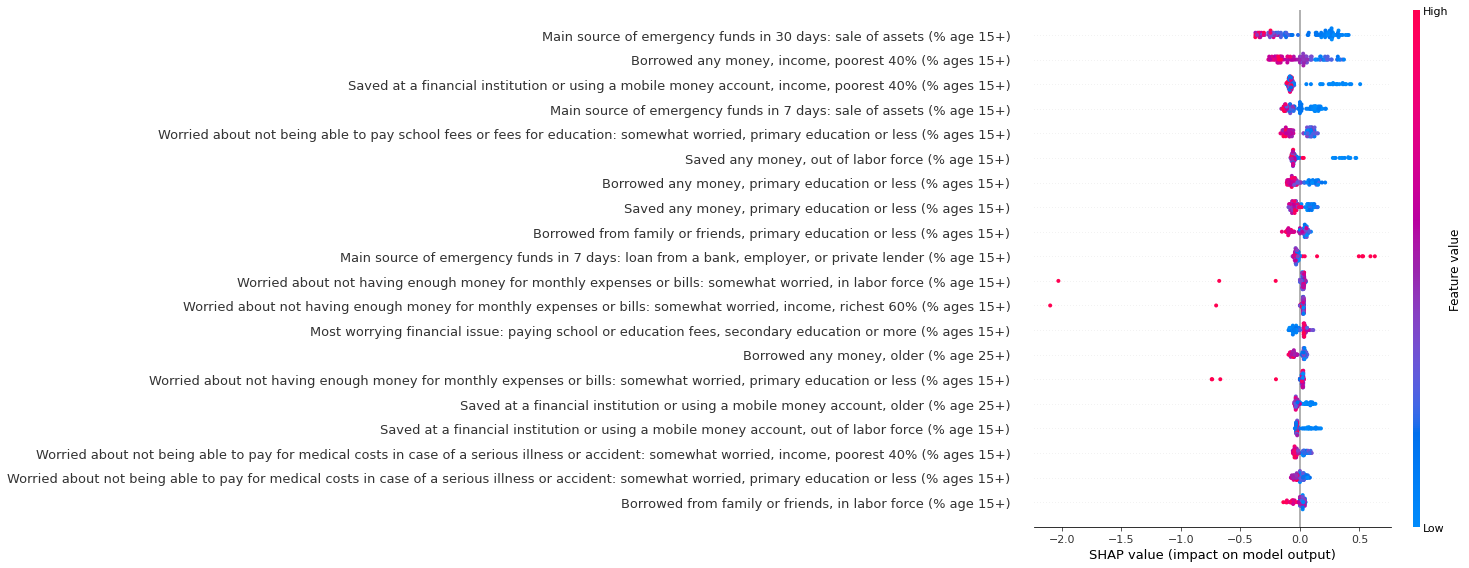 High
Main source of emergency funds in 30 days: sale of assets (% age 15+)
Borrowed any money, income, poorest 40% (% ages 15+)
Saved at a financial institution or using a mobile money account, income, poorest 40% (% ages 15+)
Main source of emergency funds in 7 days: sale of assets (% age 15+)
Worried about not being able to pay school fees or fees for education: somewhat worried, primary education or less (% ages 15+)
Saved any money, out of labor force (% age 15+)
Borrowed any money, primary education or less (% ages 15+)
Saved any money, primary education or less (% ages 15+)
Borrowed from family or friends, primary education or less (% ages 15+)
Main source of emergency funds in 7 days: loan from a bank, employer, or private lender (% age 15+)
Worried about not having enough money for monthly expenses or bills: somewhat worried, in labor force (% age 15+)
Worried about not having enough money for monthly expenses or bills: somewhat worried, income, richest 60% (% ages 15+)
Most worrying financial issue: paying school or education fees, secondary education or more (% ages 15+)
Borrowed any money, older (% age 25+)
Worried about not having enough money for monthly expenses or bills: somewhat worried, primary education or less (% ages 15+)
Saved at a financial institution or using a mobile money account, older (% age 25+)
Saved at a financial institution or using a mobile money account, out of labor force (% age 15+)
Worried about not being able to pay for medical costs in case of a serious illness or accident: somewhat worried, income, poorest 40% (% ages 15+)
Worried about not being able to pay for medical costs in case of a serious illness or accident: somewhat worried, primary education or less (% ages 15+)
Borrowed from family or friends, in labor force (% age 15+)
Feature value
Low
−2.0 −1.5 −1.0 −0.5 0.0 0.5
SHAP value (impact on model output)